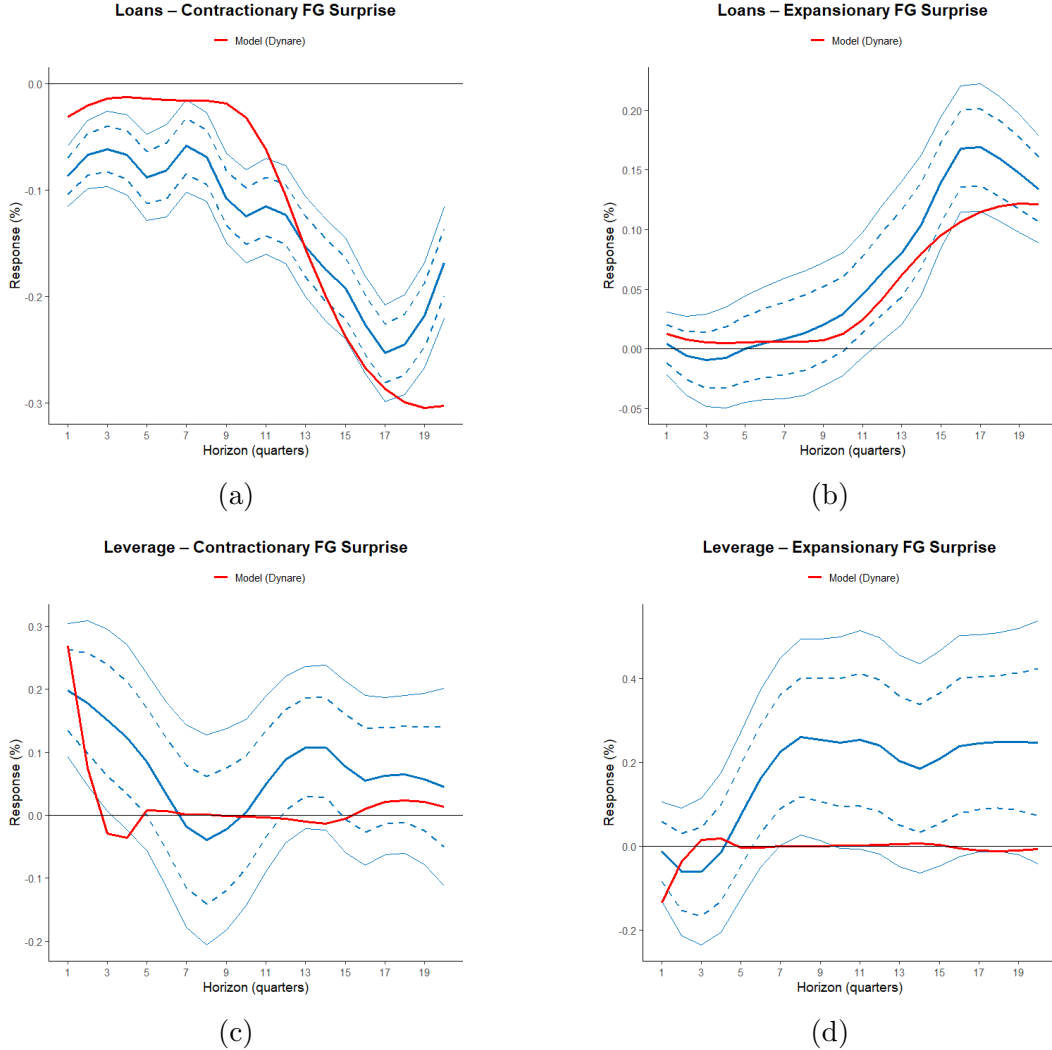 Loans – Contractionary FG Surprise
Model (Dynare)
Response (%)
0.0
-0.1
-0.2
-0.3
1 3 5 7 9 11 13 15 17 19
Horizon (quarters)
(a)
Loans – Expansionary FG Surprise
Model (Dynare)
Response (%)
0.20
0.15
0.10
0.05
0.00
-0.05
1 3 5 7 9 11 13 15 17 19
Horizon (quarters)
(b)
Leverage – Contractionary FG Surprise
Model (Dynare)
Response (%)
0.3
0.2
0.1
0.0
-0.1
-0.2
1 3 5 7 9 11 13 15 17 19
Horizon (quarters)
(c)
Leverage – Expansionary FG Surprise
Model (Dynare)
Response (%)
0.4
0.2
0.0
-0.2
1 3 5 7 9 11 13 15 17 19
Horizon (quarters)
(d)